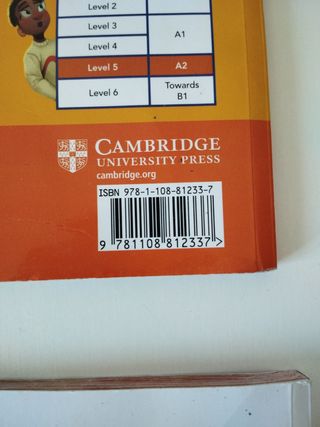 Level 2
Level 3
A1
Level 4
Level 5 A2
Level 6 Towards
B1
CAMBRIDGE
UNIVERSITY PRESS
cambridge.org
ISBN 978-1-108-81233-7
9 781108 812337 >